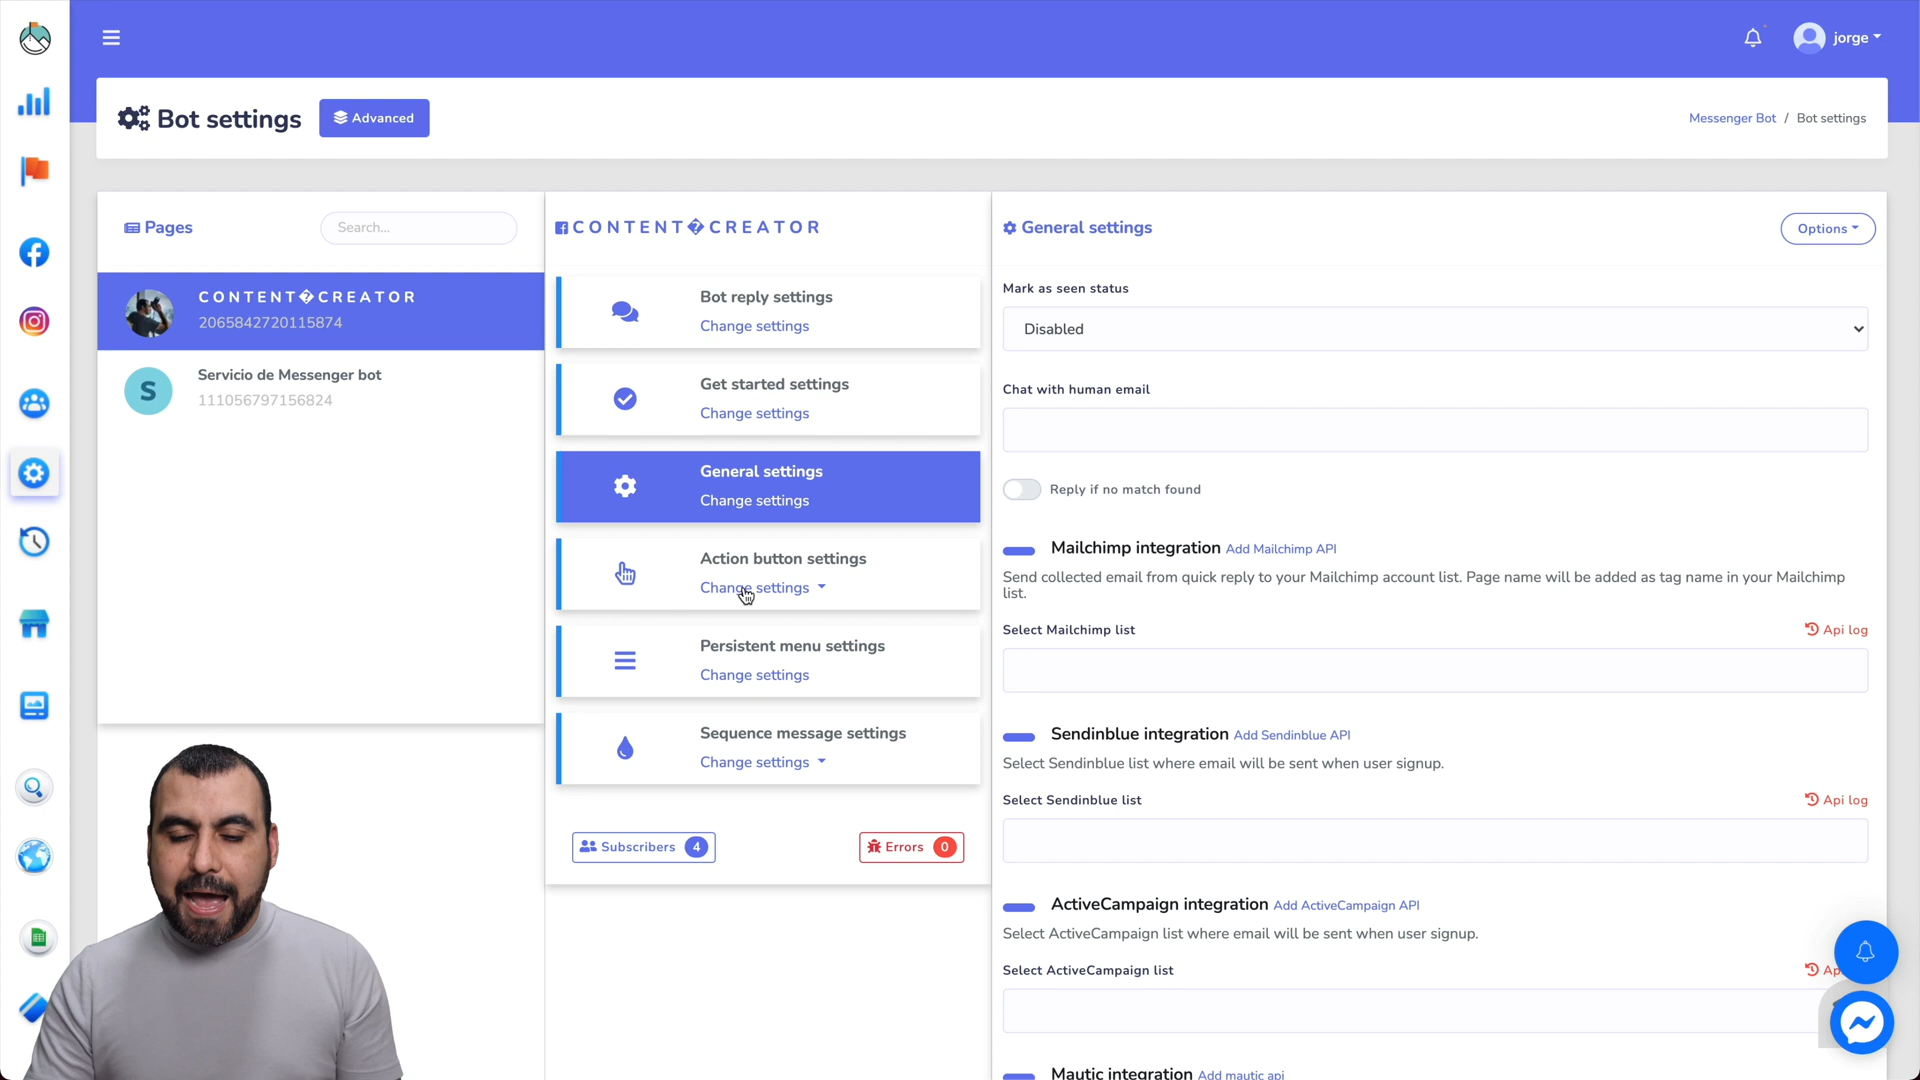 jorge
Bot settings
Advanced
Messenger Bot / Bot settings
Pages
Search...
CONTENT�CREATOR
2065842720115874
S
Servicio de Messenger bot
111056797156824
CONTENT�CREATOR
Bot reply settings
Change settings
Get started settings
Change settings
General settings
Change settings
Action button settings
Change settings
Persistent menu settings
Change settings
Sequence message settings
Change settings
Subscribers 4
Errors 0
General settings
Options
Mark as seen status
Disabled
Chat with human email
Reply if no match found
Mailchimp integration Add Mailchimp API
Send collected email from quick reply to your Mailchimp account list. Page name will be added as tag name in your Mailchimp
list.
Select Mailchimp list
Api log
Sendinblue integration Add Sendinblue API
Select Sendinblue list where email will be sent when user signup.
Select Sendinblue list
Api log
ActiveCampaign integration Add ActiveCampaign API
Select ActiveCampaign list where email will be sent when user signup.
Select ActiveCampaign list
Mautic integration Add mautic api